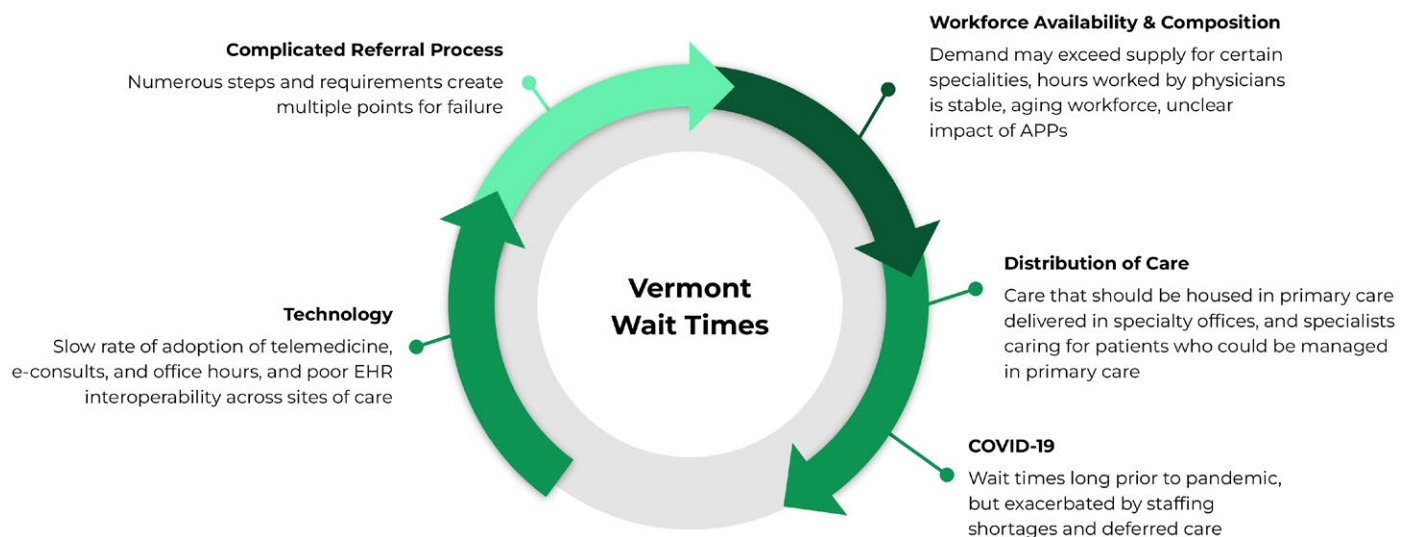 Complicated Referral Process
Numerous steps and requirements create
multiple points for failure
Workforce Availability & Composition
Demand may exceed supply for certain
specialities, hours worked by physicians
is stable, aging workforce, unclear
impact of APPs
Vermont
Wait Times
Distribution of Care
Care that should be housed in primary care
delivered in specialty offices, and specialists
caring for patients who could be managed
in primary care
Technology
Slow rate of adoption of telemedicine,
e-consults, and office hours, and poor EHR
interoperability across sites of care
COVID-19
Wait times long prior to pandemic,
but exacerbated by staffing
shortages and deferred care